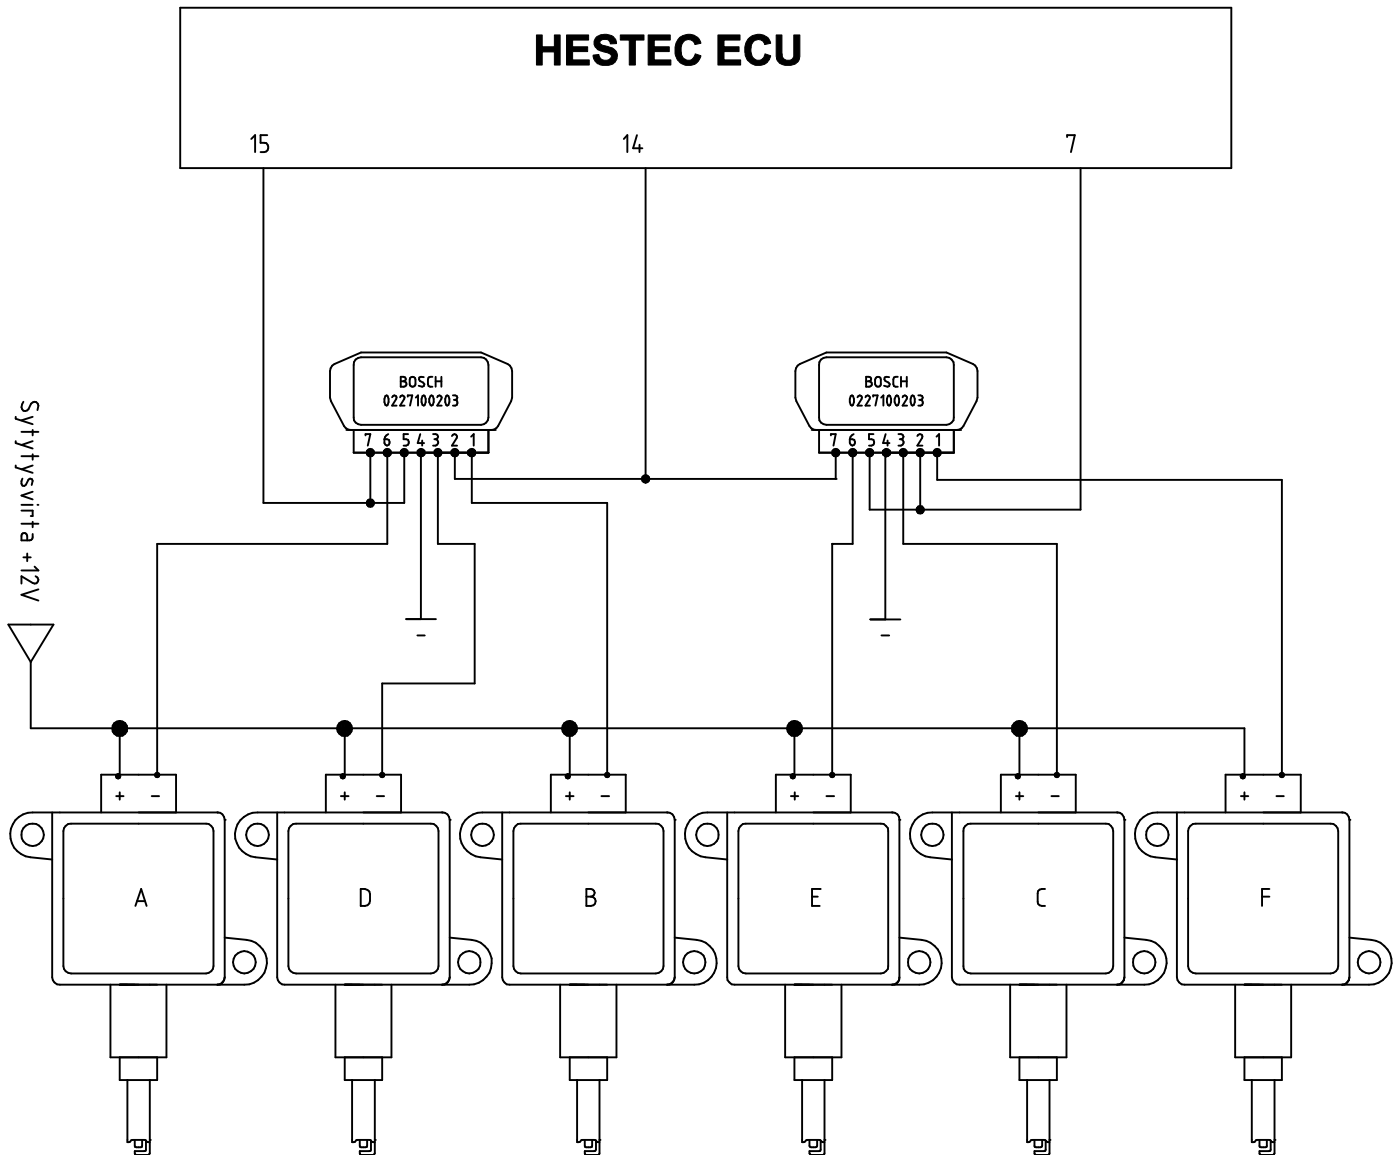 HESTEC ECU
15 14 7
BOSCH
0227100203
7 6 5 4 3 2 1
BOSCH
0227100203
7 6 5 4 3 2 1
Sytytysvirta +12V
- -
+ - + - + - + - + - + -
A D B E C F